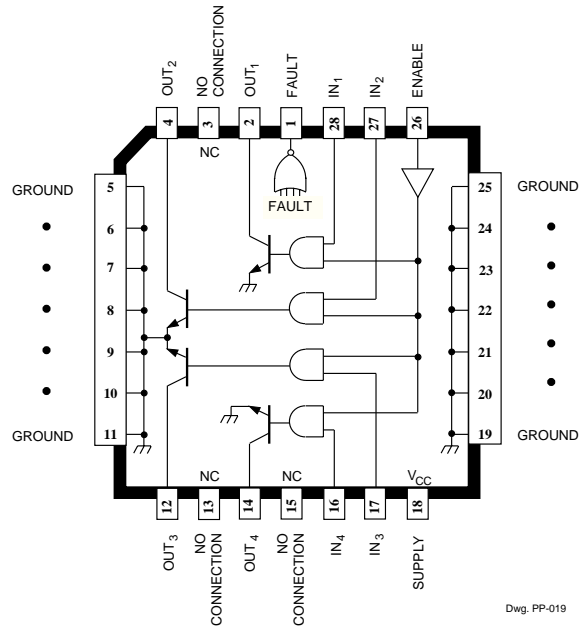 OUT2
NO CONNECTION
OUT1
FAULT
IN1
IN2
ENABLE
4
3
2
1
28
27
26
NC
FAULT
GROUND
5
6
7
8
9
10
11
GROUND
25
24
23
22
21
20
19
GROUND
GROUND
NC
NC
VCC
12
13
14
15
16
17
18
OUT3
NO CONNECTION
OUT4
NO CONNECTION
IN4
IN3
SUPPLY
Dwg. PP-019